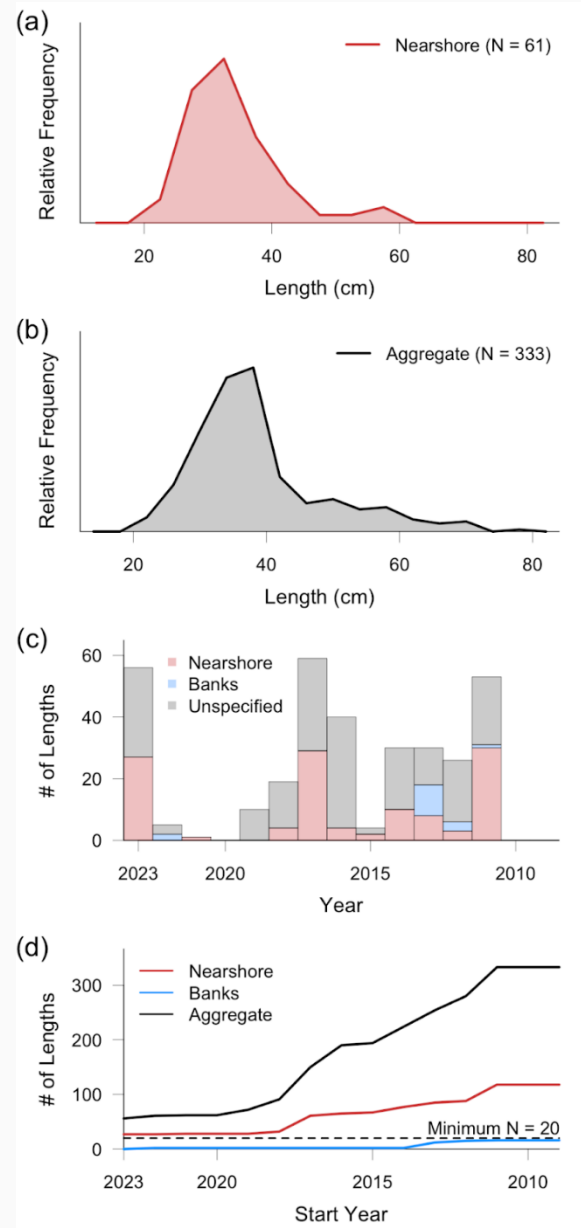 (a)
Nearshore (N = 61)
Relative Frequency
20 40 60 80
Length (cm)
(b)
Aggregate (N = 333)
Relative Frequency
20 40 60 80
Length (cm)
(c)
60
40
20
0
# of Lengths
Nearshore
Banks
Unspecified
2023 2020 2015 2010
Year
(d)
300
200
100
0
# of Lengths
Nearshore
Banks
Aggregate
Minimum N = 20
2023 2020 2015 2010
Start Year